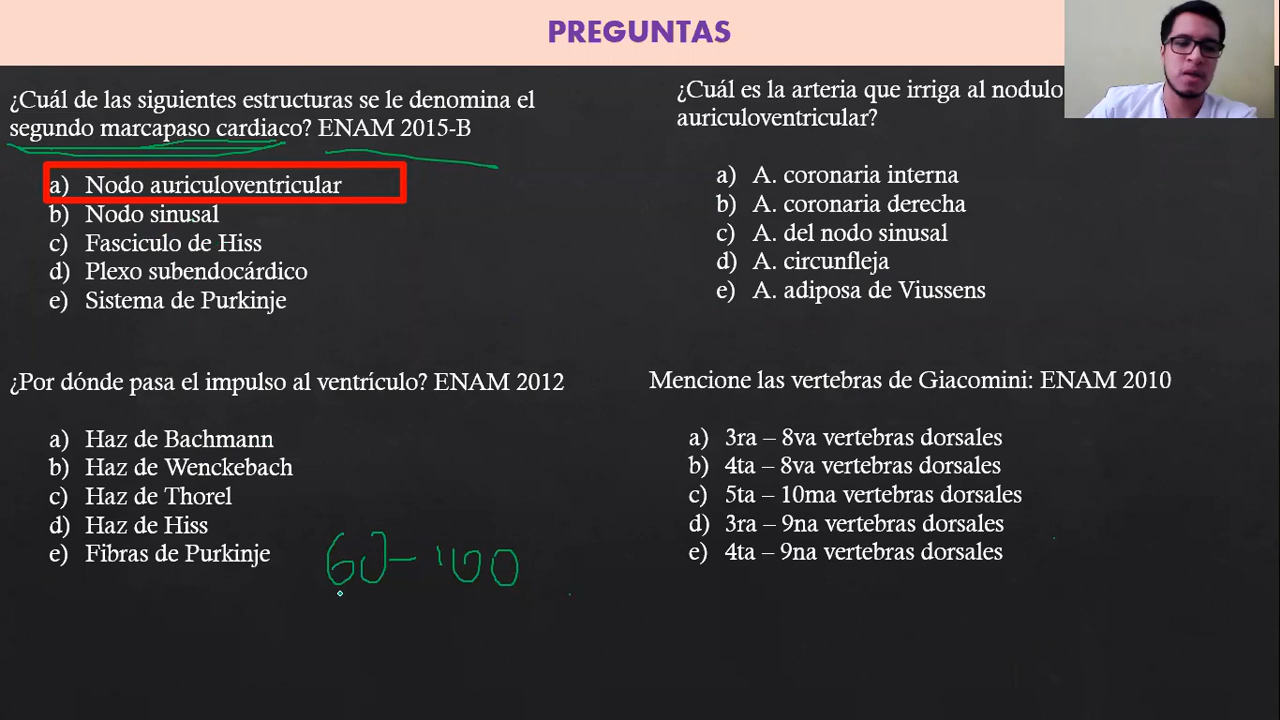 PREGUNTAS
¿Cuál de las siguientes estructuras se le denomina el
segundo marcapaso cardiaco? ENAM 2015-B
a) Nodo auriculoventricular
b) Nodo sinusal
c) Fasciculo de Hiss
d) Plexo subendocárdico
e) Sistema de Purkinje
¿Cuál es la arteria que irriga al nodulo
auriculoventricular?
a) A. coronaria interna
b) A. coronaria derecha
c) A. del nodo sinusal
d) A. circunfleja
e) A. adiposa de Viussens
¿Por dónde pasa el impulso al ventrículo? ENAM 2012
a) Haz de Bachmann
b) Haz de Wenckebach
c) Haz de Thorel
d) Haz de Hiss
e) Fibras de Purkinje
60 - 100
Mencione las vertebras de Giacomini: ENAM 2010
a) 3ra – 8va vertebras dorsales
b) 4ta – 8va vertebras dorsales
c) 5ta – 10ma vertebras dorsales
d) 3ra – 9na vertebras dorsales
e) 4ta – 9na vertebras dorsales